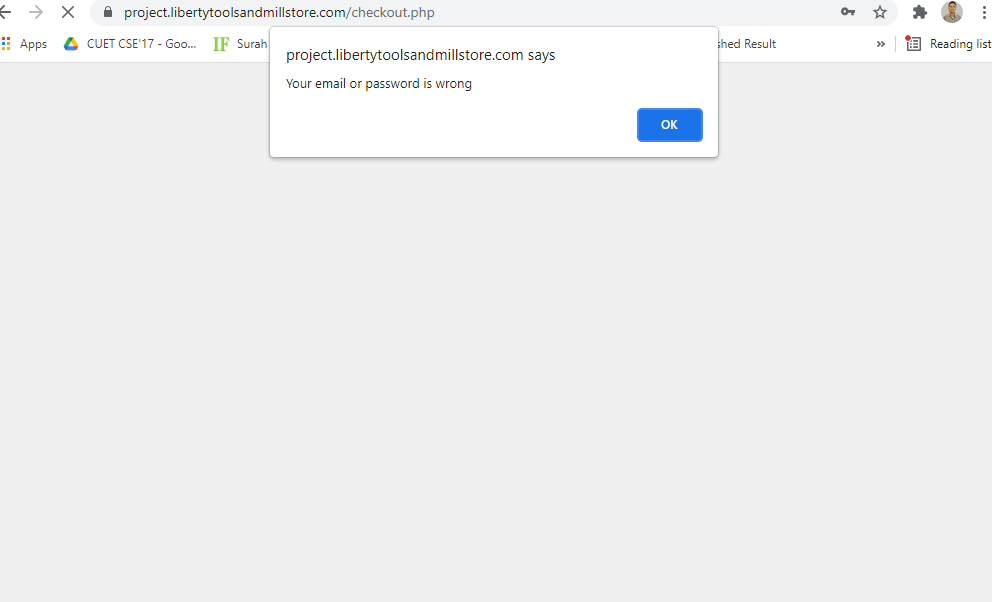 project.libertytoolsandmillstore.com/checkout.php
Apps CUET CSE'17 - Goo... IF Surah shed Result » Reading list
project.libertytoolsandmillstore.com says
Your email or password is wrong
OK